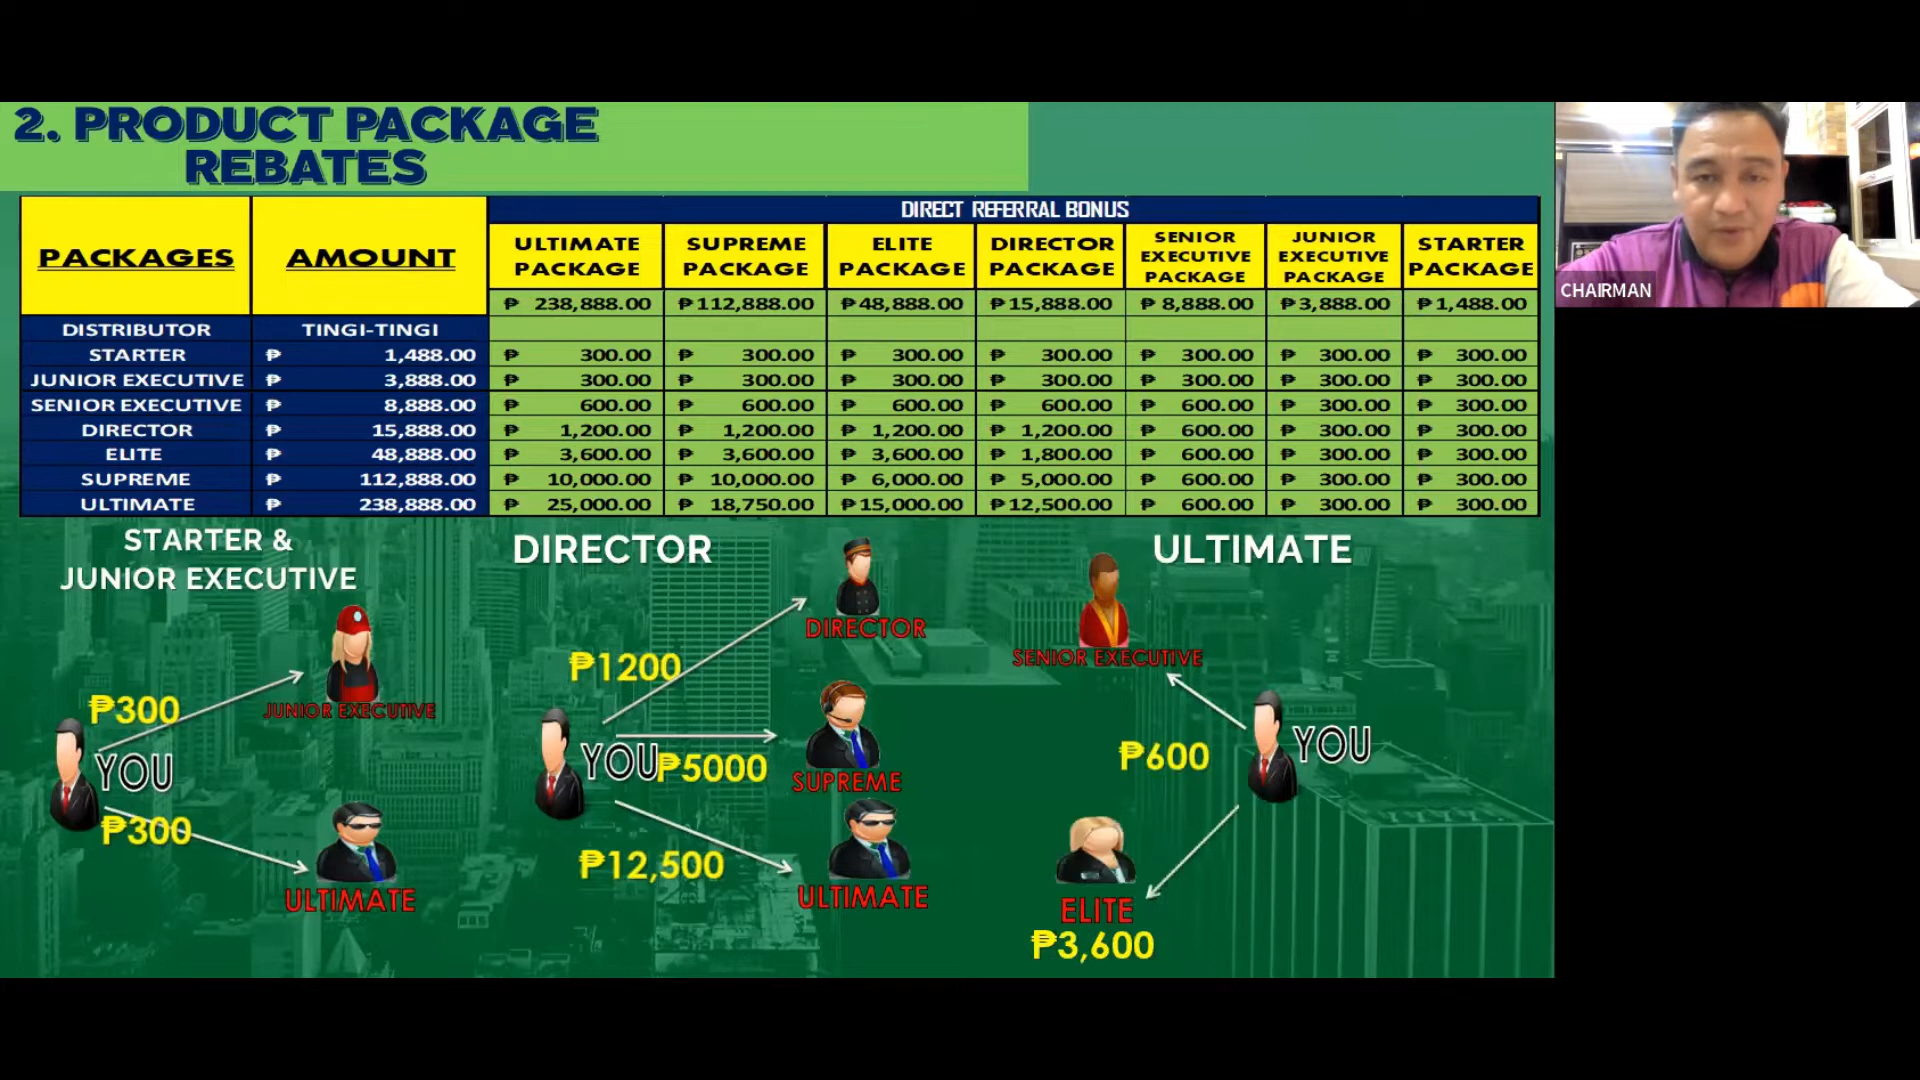 2. PRODUCT PACKAGE
REBATES
PACKAGES
AMOUNT
DIRECT REFERRAL BONUS
ULTIMATE PACKAGE SUPREME PACKAGE ELITE PACKAGE DIRECTOR PACKAGE SENIOR EXECUTIVE PACKAGE JUNIOR EXECUTIVE PACKAGE STARTER PACKAGE
₱ 238,888.00 ₱112,888.00 ₱48,888.00 ₱15,888.00 ₱ 8,888.00 ₱3,888.00 ₱1,488.00
DISTRIBUTOR TINGI-TINGI
STARTER ₱ 1,488.00 ₱ 300.00 ₱ 300.00 ₱ 300.00 ₱ 300.00 ₱ 300.00 ₱ 300.00 ₱ 300.00
JUNIOR EXECUTIVE ₱ 3,888.00 ₱ 300.00 ₱ 300.00 ₱ 300.00 ₱ 300.00 ₱ 300.00 ₱ 300.00 ₱ 300.00
SENIOR EXECUTIVE ₱ 8,888.00 ₱ 600.00 ₱ 600.00 ₱ 600.00 ₱ 600.00 ₱ 600.00 ₱ 300.00 ₱ 300.00
DIRECTOR ₱ 15,888.00 ₱ 1,200.00 ₱ 1,200.00 ₱ 1,200.00 ₱ 1,200.00 ₱ 600.00 ₱ 300.00 ₱ 300.00
ELITE ₱ 48,888.00 ₱ 3,600.00 ₱ 3,600.00 ₱ 3,600.00 ₱ 1,800.00 ₱ 600.00 ₱ 300.00 ₱ 300.00
SUPREME ₱ 112,888.00 ₱ 10,000.00 ₱ 10,000.00 ₱ 6,000.00 ₱ 5,000.00 ₱ 600.00 ₱ 300.00 ₱ 300.00
ULTIMATE ₱ 238,888.00 ₱ 25,000.00 ₱ 18,750.00 ₱15,000.00 ₱12,500.00 ₱ 600.00 ₱ 300.00 ₱ 300.00
STARTER &
JUNIOR EXECUTIVE
₱300
JUNIOR EXECUTIVE
YOU
₱300
ULTIMATE
DIRECTOR
DIRECTOR
₱1200
YOU
₱5000
SUPREME
₱12,500
ULTIMATE
ULTIMATE
SENIOR EXECUTIVE
YOU
₱600
ELITE
₱3,600
CHAIRMAN